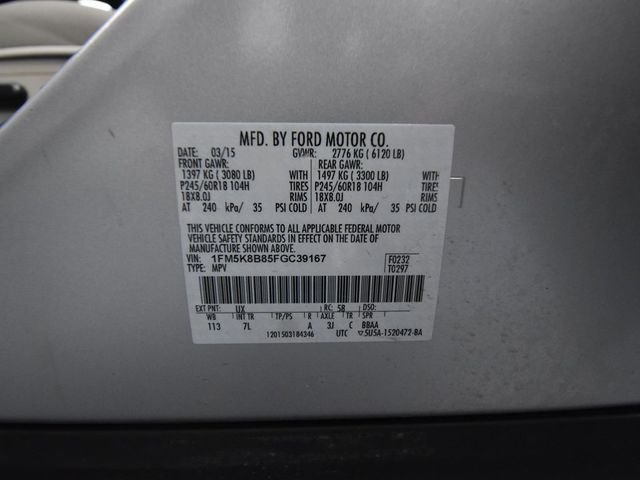 MFD. BY FORD MOTOR CO.
DATE: 03/15 GVWR: 2776 KG ( 6120 LB)
FRONT GAWR: REAR GAWR:
1397 KG ( 3080 LB) WITH 1497 KG ( 3300 LB) WITH
P245/60R18 104H TIRES P245/60R18 104H TIRES
18X8.0J RIMS 18X8.0J RIMS
AT 240 kPa/ 35 PSI COLD AT 240 kPa/ 35 PSI COLD
THIS VEHICLE CONFORMS TO ALL APPLICABLE FEDERAL MOTOR
VEHICLE SAFETY STANDARDS IN EFFECT ON THE DATE OF
MANUFACTURE SHOWN ABOVE.
VIN: 1FM5K8B85FGC39167 F0232
TYPE: MPV T0297
EXT PNT: UX RC: 58 DSO:
WB INT TR TP/PS R AXLE TR SPR
113 7L A 3J C BBAA
1201503184346 UTC 5U5A-1520472-BA